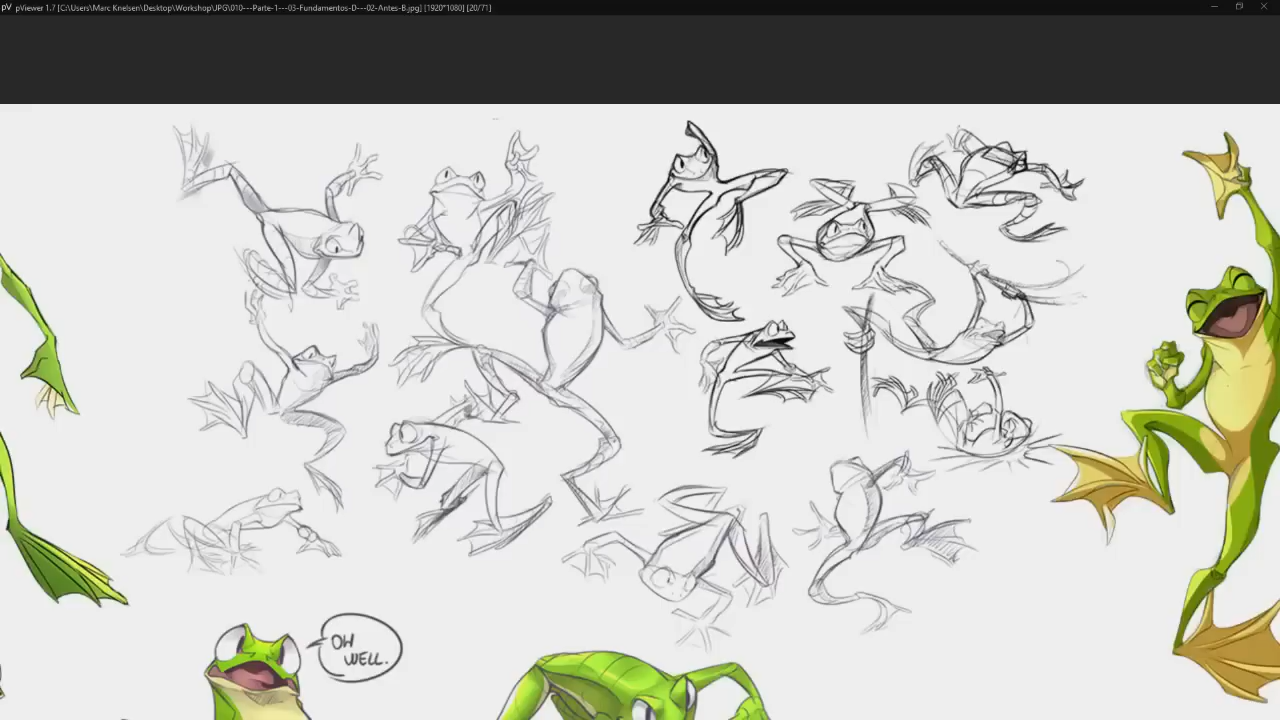 pV pViewer 1.7 [C:\Users\Marc Knelsen\Desktop\Workshop\JPG\010---Parte-1---03-Fundamentos-D---02-Antes-B.jpg] [1920*1080] [20/71]
OH
WELL.